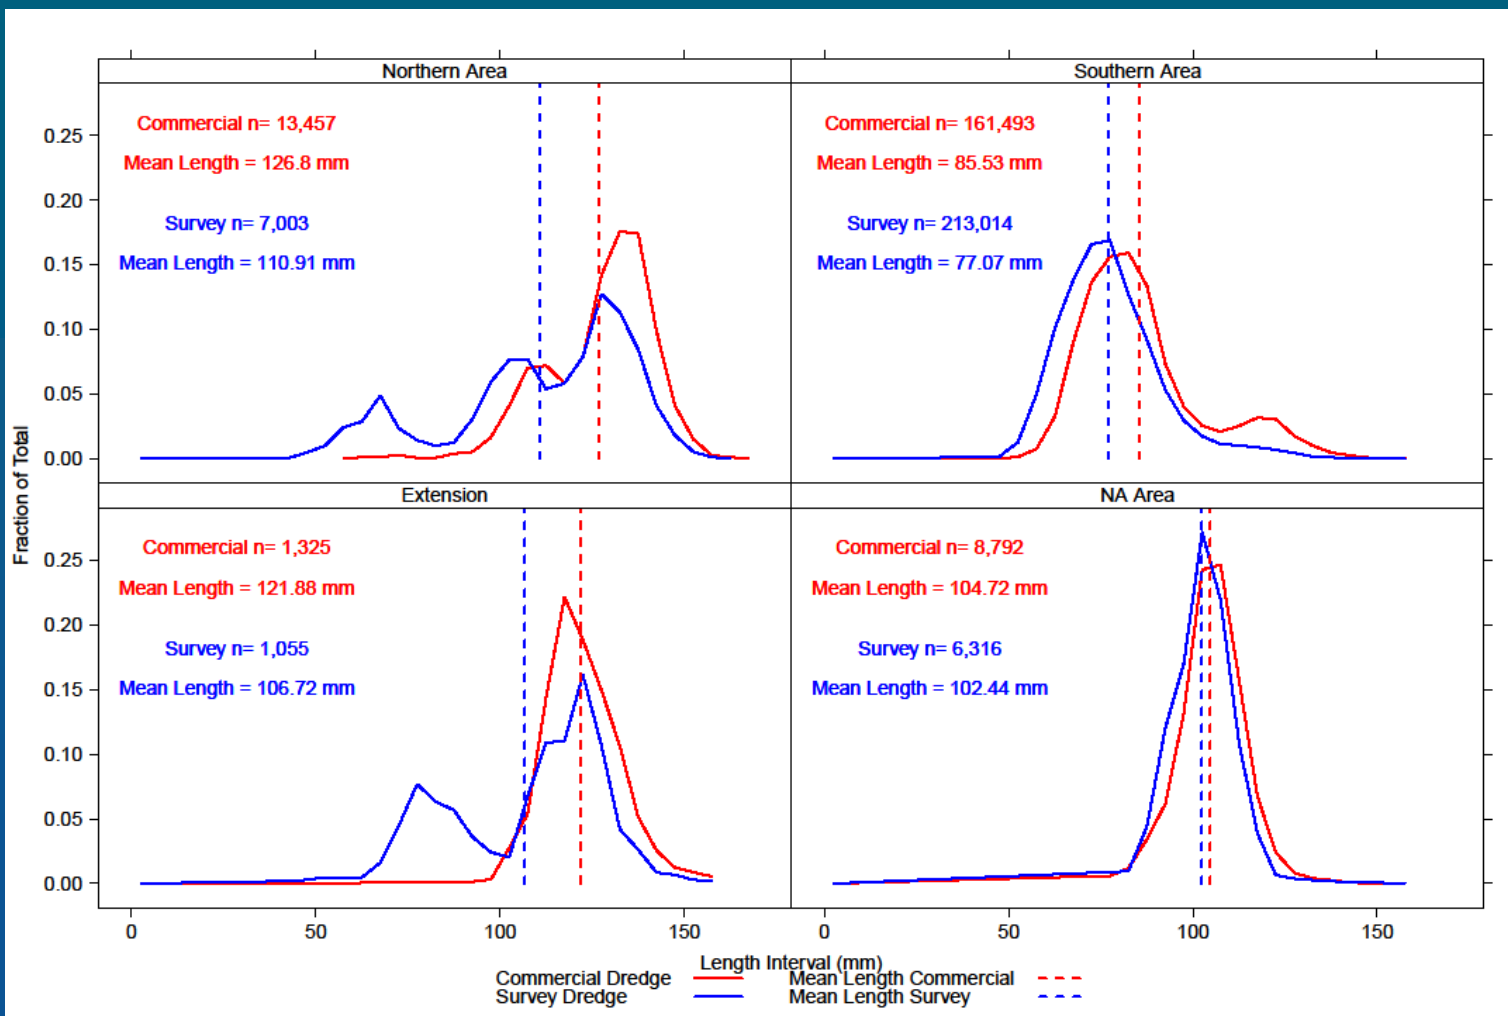 Northern Area
Southern Area
Commercial n= 13,457
Mean Length = 126.8 mm
Survey n= 7,003
Mean Length = 110.91 mm
Commercial n= 161,493
Mean Length = 85.53 mm
Survey n= 213,014
Mean Length = 77.07 mm
0.25
0.20
0.15
0.10
0.05
0.00
Extension
NA Area
Commercial n= 1,325
Mean Length = 121.88 mm
Survey n= 1,055
Mean Length = 106.72 mm
Commercial n= 8,792
Mean Length = 104.72 mm
Survey n= 6,316
Mean Length = 102.44 mm
0.25
0.20
0.15
0.10
0.05
0.00
Fraction of Total
0 50 100 150 0 50 100 150
Length Interval (mm)
Commercial Dredge Mean Length Commercial
Survey Dredge Mean Length Survey